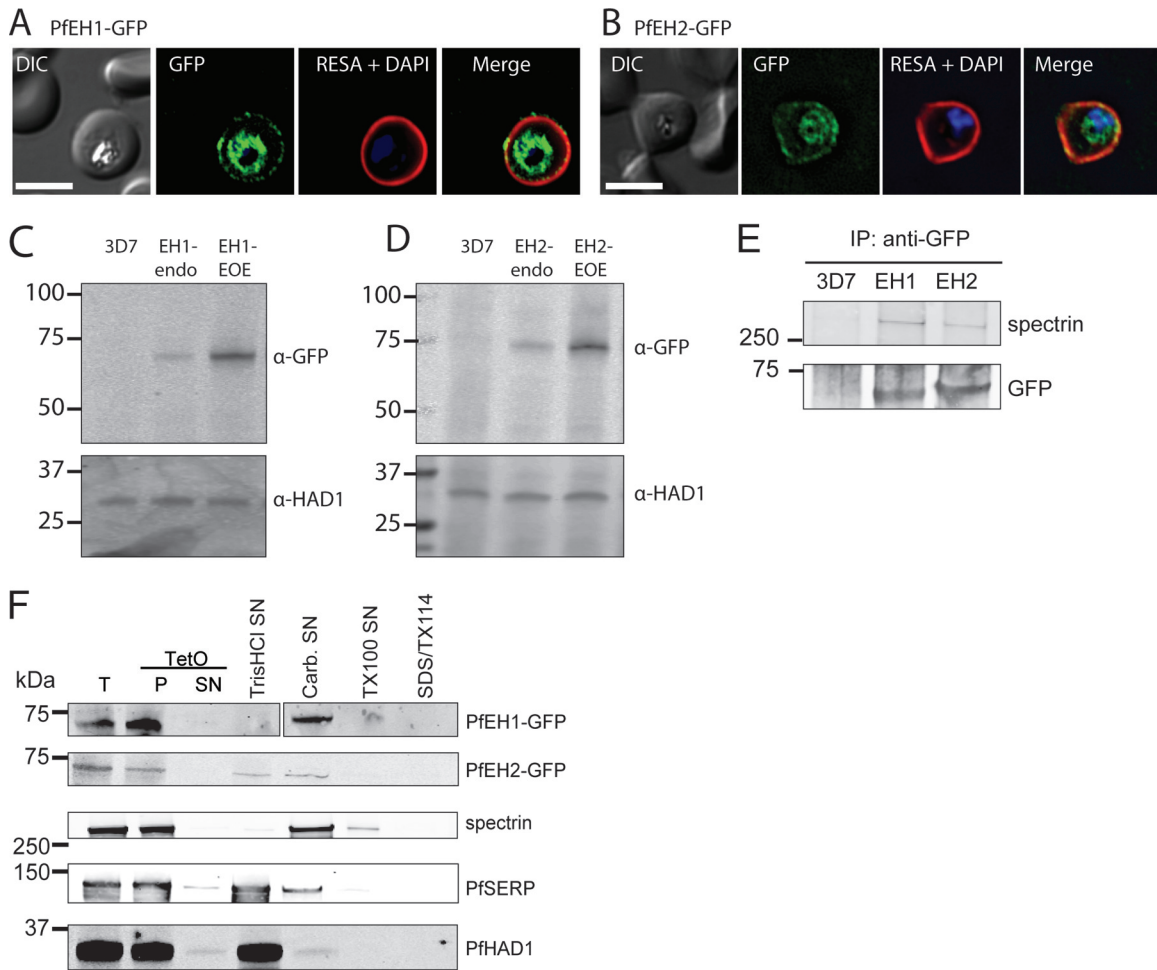 A PfEH1-GFP
DIC GFP RESA + DAPI Merge
B PfEH2-GFP
DIC GFP RESA + DAPI Merge
C
3D7 EH1-endo EH1-EOE
100
75
α-GFP
50
37
α-HAD1
25
D
3D7 EH2-endo EH2-EOE
100
75
α-GFP
50
37
α-HAD1
25
E
IP: anti-GFP
3D7 EH1 EH2
spectrin
250
75
GFP
F
TetO
kDa T P SN TrisHCl SN Carb. SN TX100 SN SDS/TX114
75
PfEH1-GFP
75
PfEH2-GFP
spectrin
250
150
PfSERP
37
PfHAD1